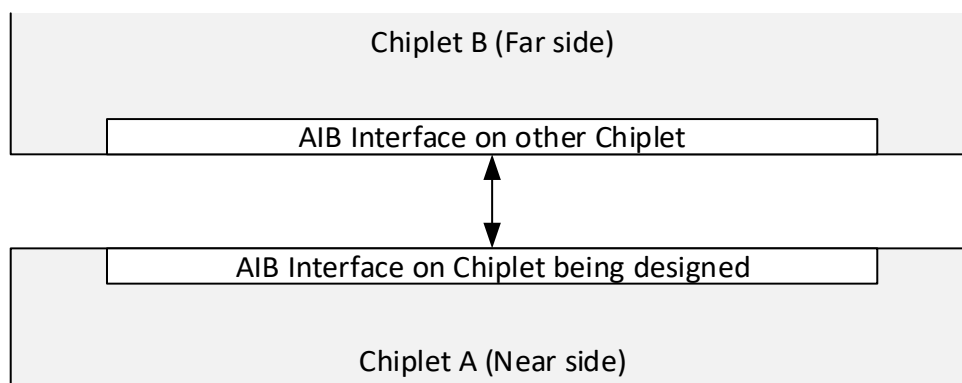 Chiplet B (Far side)
AIB Interface on other Chiplet
AIB Interface on Chiplet being designed
Chiplet A (Near side)